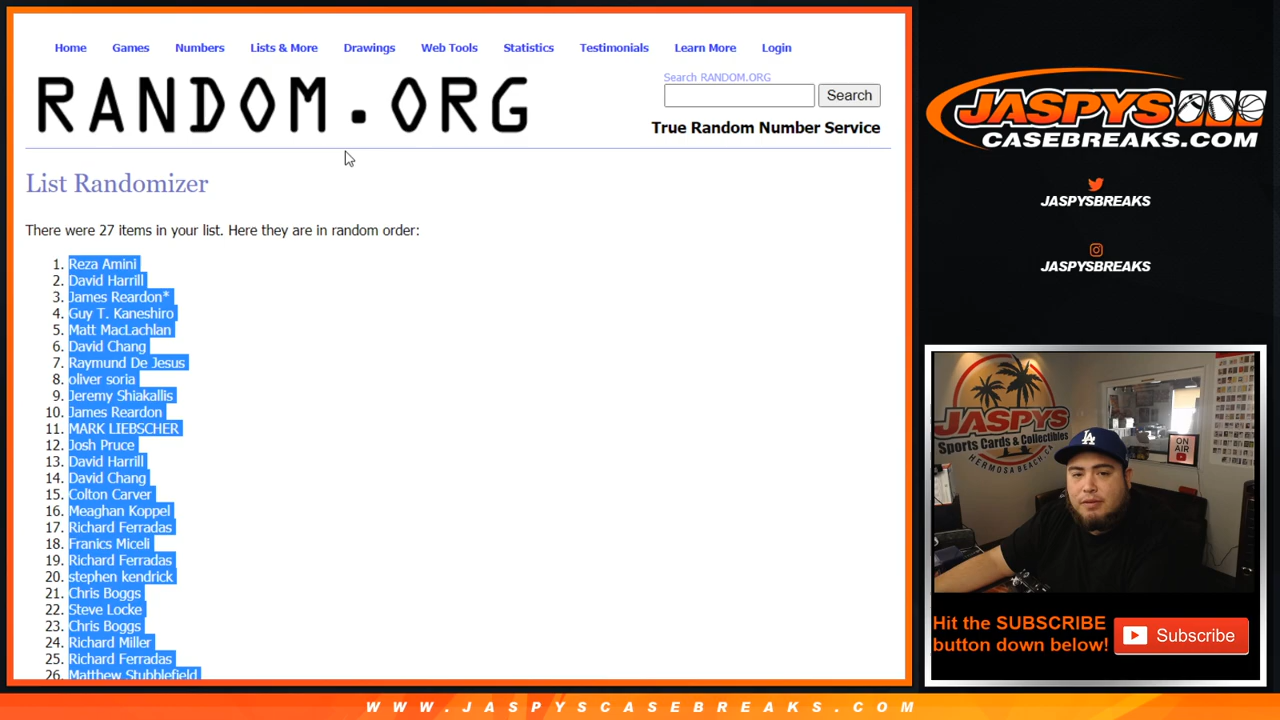 Home Games Numbers Lists & More Drawings Web Tools Statistics Testimonials Learn More Login
RANDOM.ORG
Search RANDOM.ORG
Search
True Random Number Service
List Randomizer
There were 27 items in your list. Here they are in random order:
1. Reza Amini
2. David Harrill
3. James Reardon*
4. Guy T. Kaneshiro
5. Matt MacLachlan
6. David Chang
7. Raymund De Jesus
8. oliver soria
9. Jeremy Shiakallis
10. James Reardon
11. MARK LIEBSCHER
12. Josh Pruce
13. David Harrill
14. David Chang
15. Colton Carver
16. Meaghan Koppel
17. Richard Ferradas
18. Franics Miceli
19. Richard Ferradas
20. stephen kendrick
21. Chris Boggs
22. Steve Locke
23. Chris Boggs
24. Richard Miller
25. Richard Ferradas
26. Matthew Stubblefield
JASPYS
CASEBREAKS.COM
JASPYSBREAKS
JASPYSBREAKS
JASPYS
Sports Cards & Collectibles
HERMOSA BEACH, CA
LA
ON
AIR
Hit the SUBSCRIBE
button down below!
Subscribe
WWW.JASPYSCASEBREAKS.COM